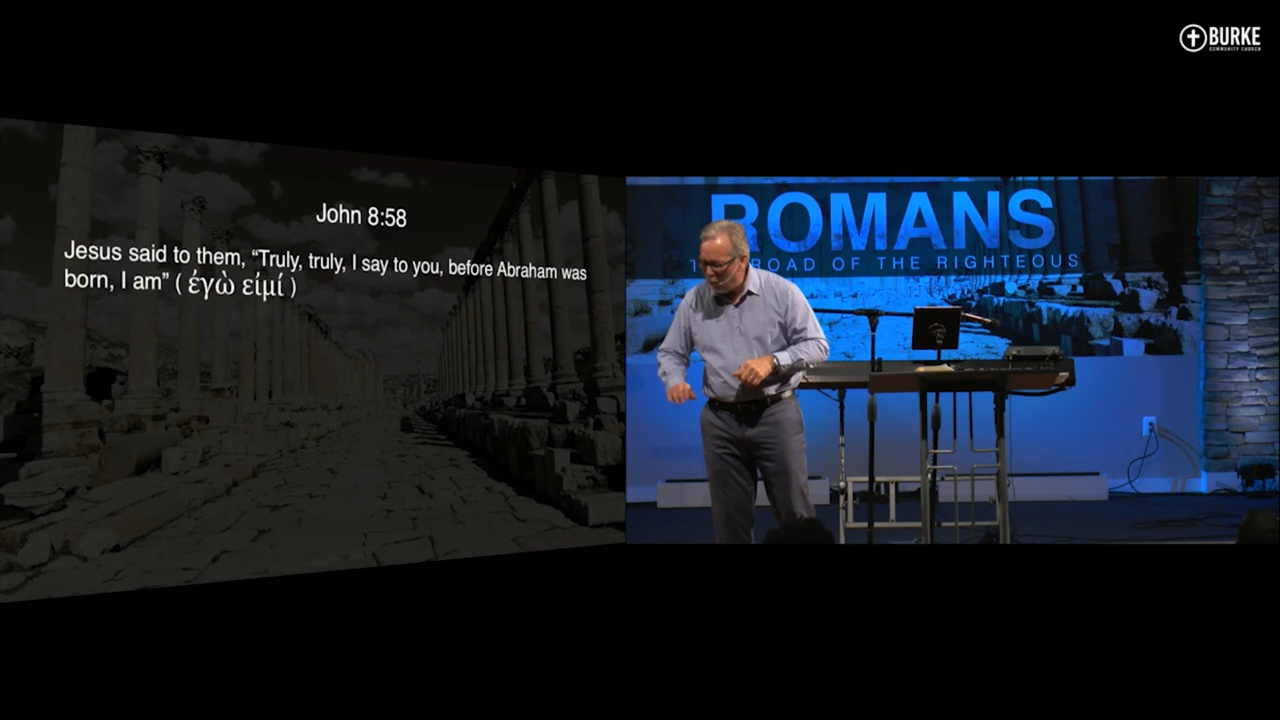 BURKE
COMMUNITY CHURCH
John 8:58
Jesus said to them, “Truly, truly, I say to you, before Abraham was
born, I am” ( ἐγὼ εἰμί )
ROMANS
ROAD OF THE RIGHTEOUS